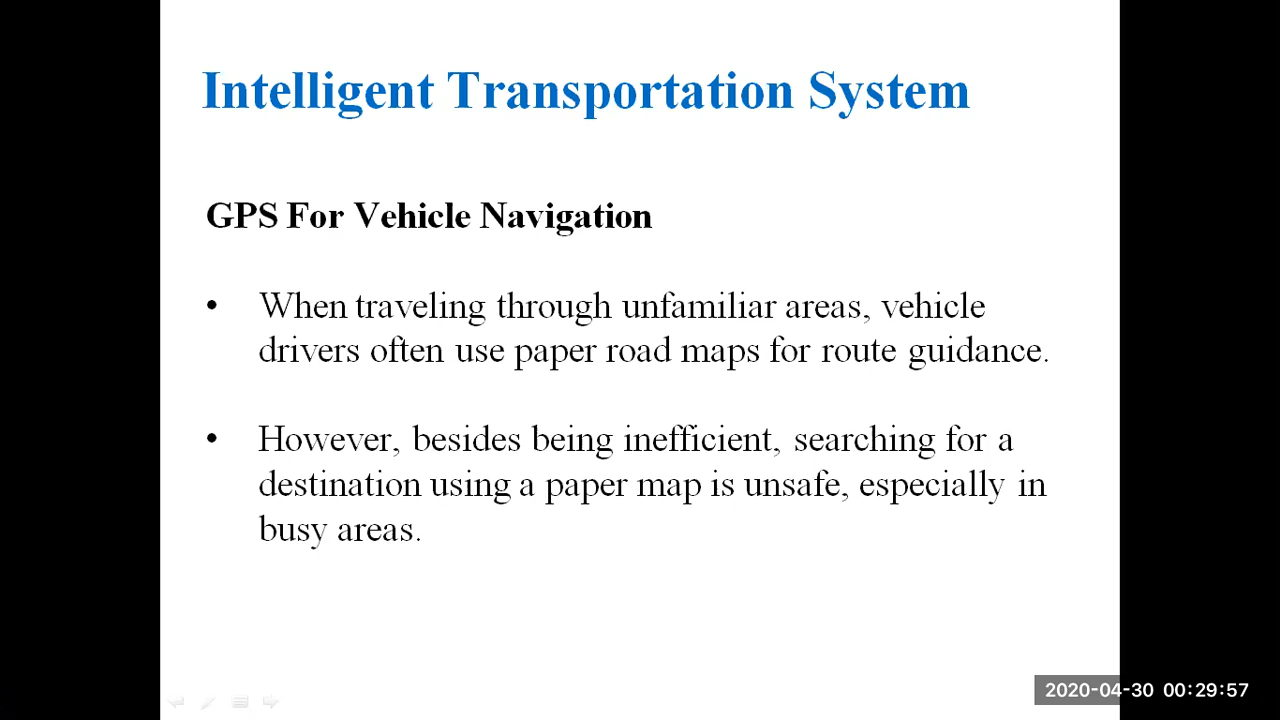 Intelligent Transportation System
GPS For Vehicle Navigation
• When traveling through unfamiliar areas, vehicle
drivers often use paper road maps for route guidance.
• However, besides being inefficient, searching for a
destination using a paper map is unsafe, especially in
busy areas.
2020-04-30 00:29:57